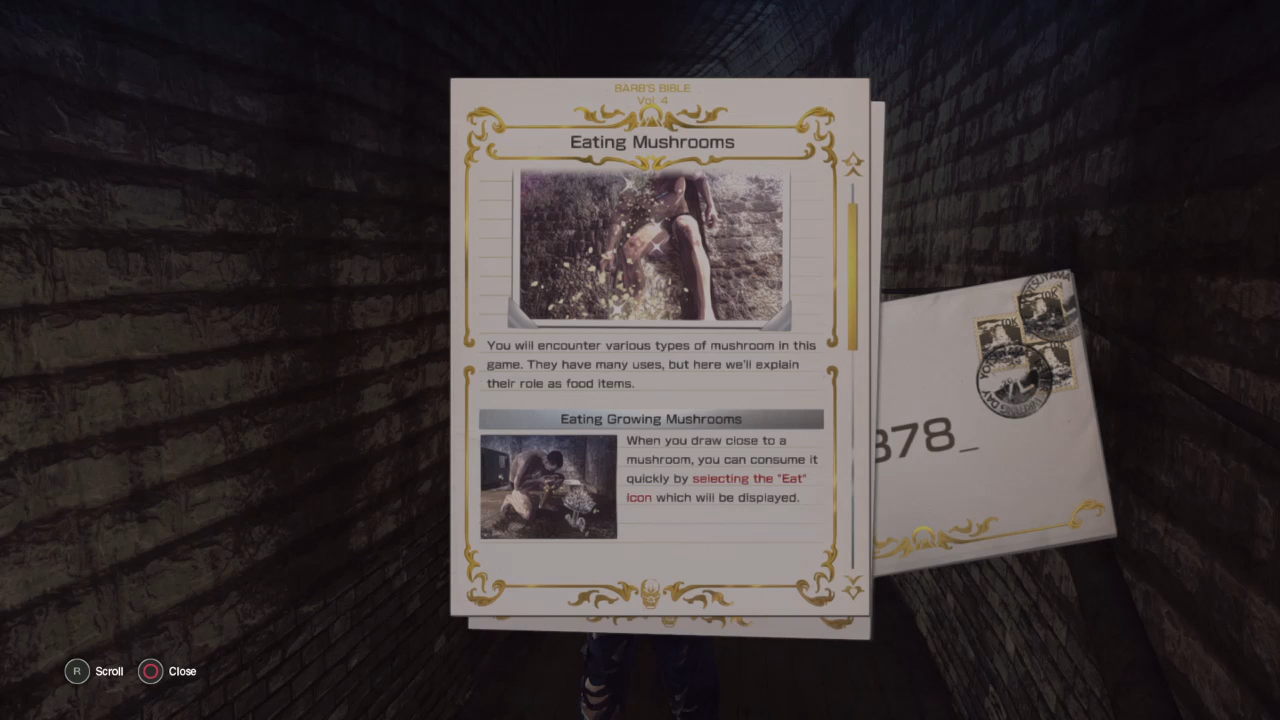 BARB'S BIBLE
Vol. 4
Eating Mushrooms
You will encounter various types of mushroom in this
game. They have many uses, but here we'll explain
their role as food items.
Eating Growing Mushrooms
When you draw close to a
mushroom, you can consume it
quickly by selecting the "Eat"
icon which will be displayed.
378_
R Scroll Close